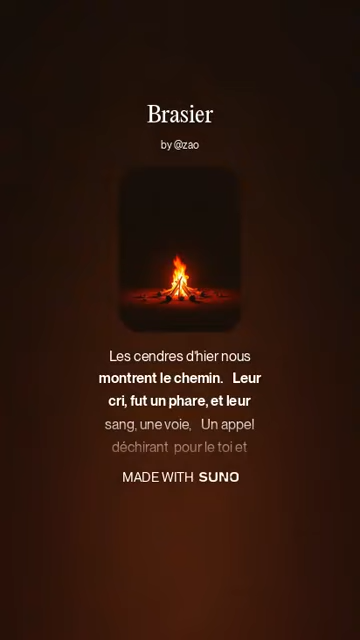 Brasier
by @zao
Les cendres d'hier nous
montrent le chemin. Leur
cri, fut un phare, et leur
sang, une voie, Un appel
déchirant pour le toi et
MADE WITH SUNO